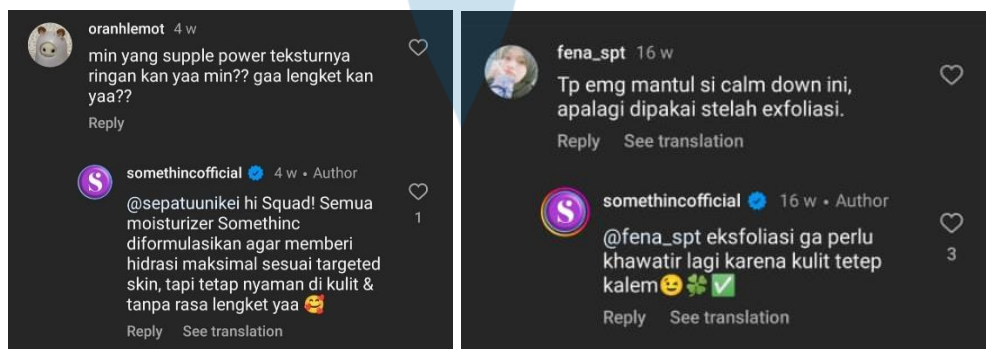 oranhlemot 4 w
min yang supple power teksturnya
ringan kan yaa min?? gaa lengket kan
yaa??
Reply
somethincofficial 4 w • Author
@sepatuunikei hi Squad! Semua
moisturizer Somethinc
diformulasikan agar memberi
hidrasi maksimal sesuai targeted
skin, tapi tetap nyaman di kulit &
tanpa rasa lengket yaa 🥰
1
Reply See translation
fena_spt 16 w
Tp emg mantul si calm down ini,
apalagi dipakai stelah exfoliasi.
Reply See translation
somethincofficial 16 w • Author
@fena_spt eksfoliasi ga perlu
khawatir lagi karena kulit tetep
kalem😉🍀✅
3
Reply See translation